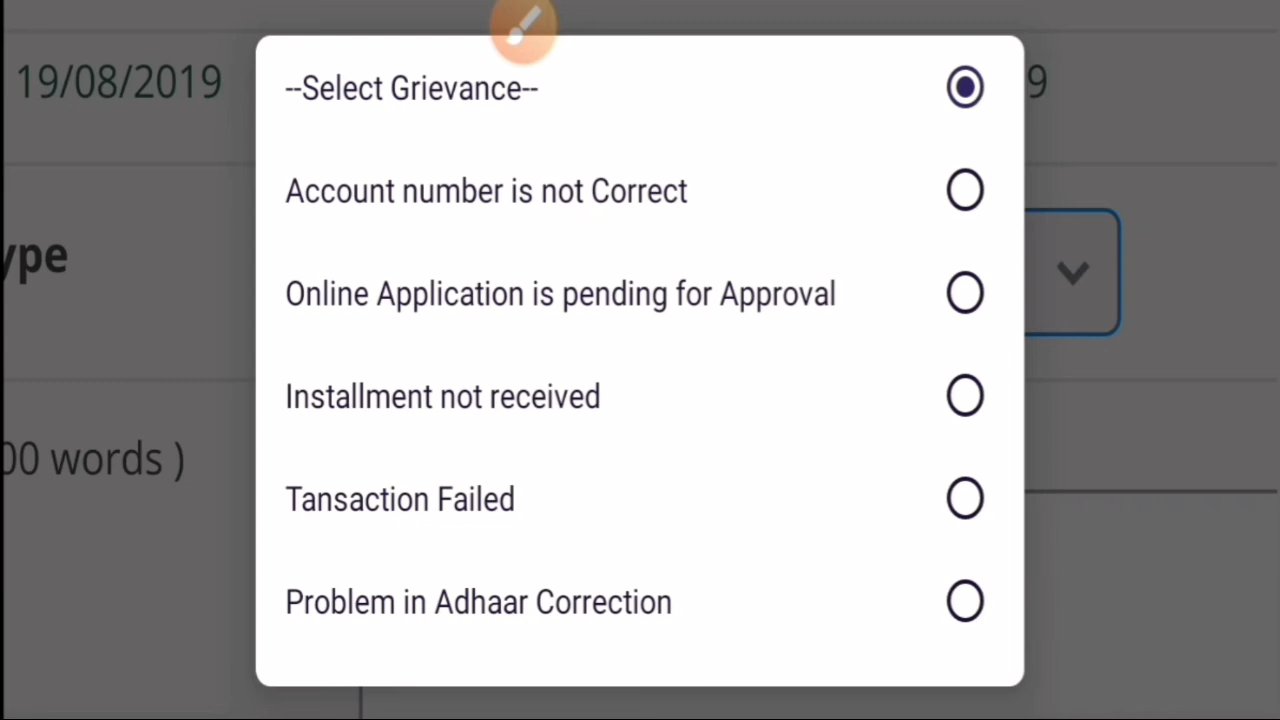 --Select Grievance--
19/08/2019
9
Account number is not Correct
ype
Online Application is pending for Approval
Installment not received
00 words )
Tansaction Failed
Problem in Adhaar Correction